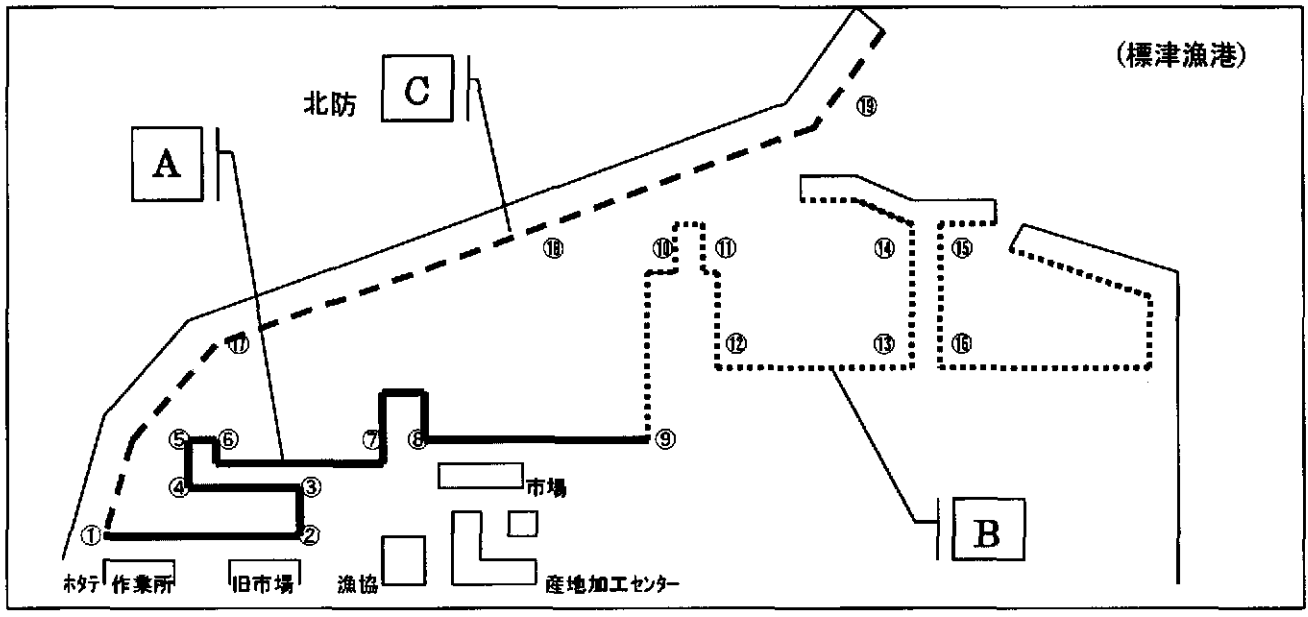 (標津漁港)
北防
C
A
⑲
⑱
⑩
⑪
⑭
⑮
⑰
⑫
⑬
⑯
⑤
⑥
⑦
⑧
⑨
④
③
市場
①
②
B
ホタテ
作業所
旧市場
漁協
産地加工センター